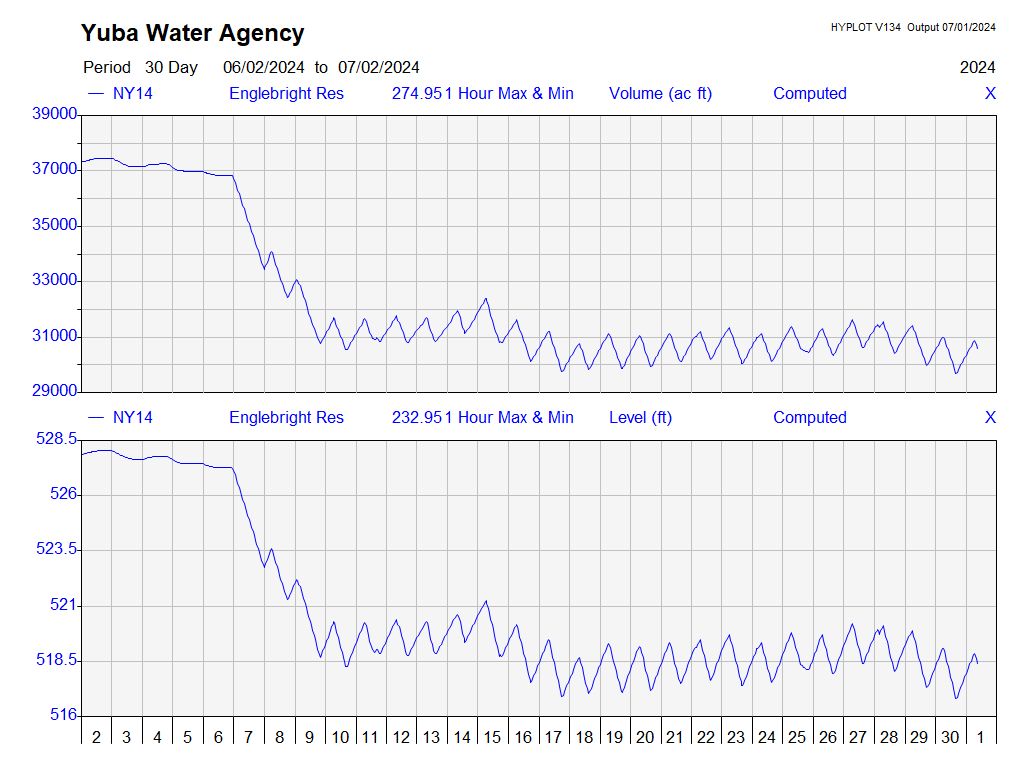 Yuba Water Agency
HYPLOT V134 Output 07/01/2024
Period 30 Day 06/02/2024 to 07/02/2024 2024
NY14 Englebright Res 274.951 Hour Max & Min Volume (ac ft) Computed X
39000
37000
35000
33000
31000
29000
NY14 Englebright Res 232.951 Hour Max & Min Level (ft) Computed X
528.5
526
523.5
521
518.5
516
2 3 4 5 6 7 8 9 10 11 12 13 14 15 16 17 18 19 20 21 22 23 24 25 26 27 28 29 30 1